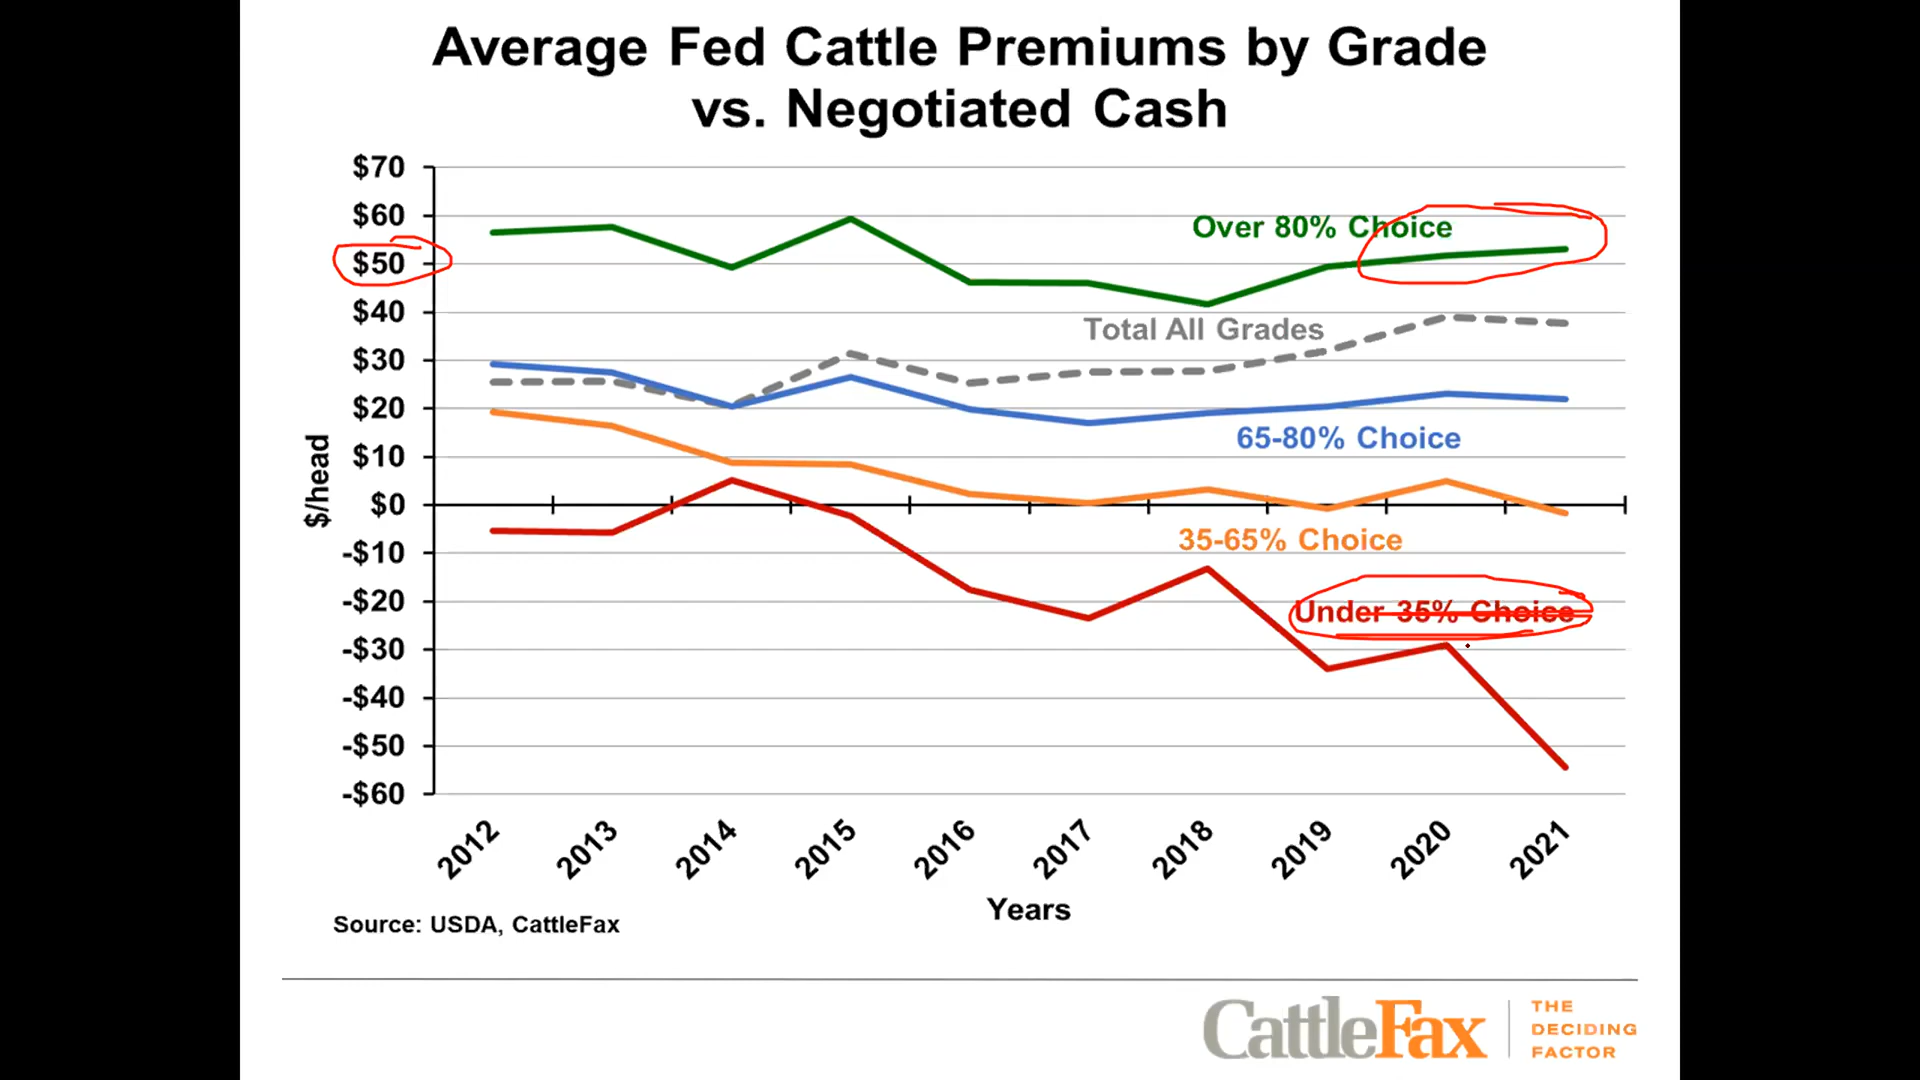 Average Fed Cattle Premiums by Grade
vs. Negotiated Cash
$70
$60
$50
$40
$30
$20
$10
$0
-$10
-$20
-$30
-$40
-$50
-$60
$/head
Over 80% Choice
Total All Grades
65-80% Choice
35-65% Choice
Under 35% Choice
2012
2013
2014
2015
2016
2017
2018
2019
2020
2021
Years
Source: USDA, CattleFax
CattleFax
THE
DECIDING
FACTOR